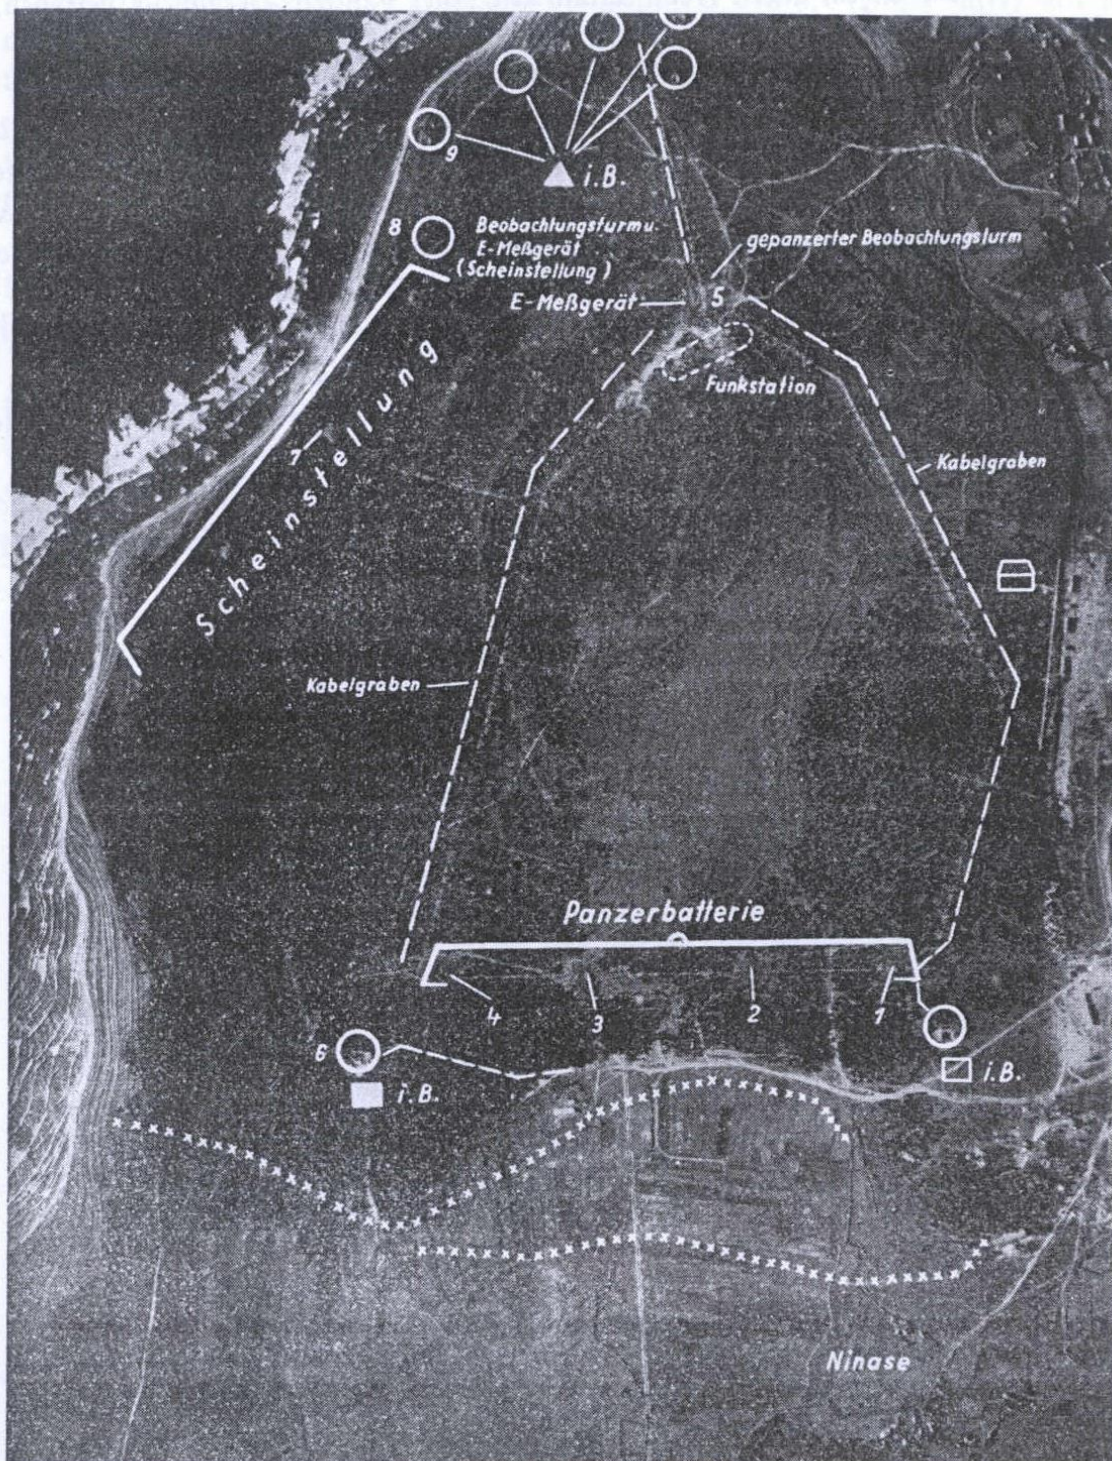 9
i.B.
8
Beobachtungsturm u.
E-Meßgerät
(Scheinstellung)
gepanzerter Beobachtungsturm
E-Meßgerät
5
Funkstation
7
Scheinstellung
Kabelgraben
Kabelgraben
Panzerbatterie
4
3
2
1
6
i.B.
i.B.
Ninase